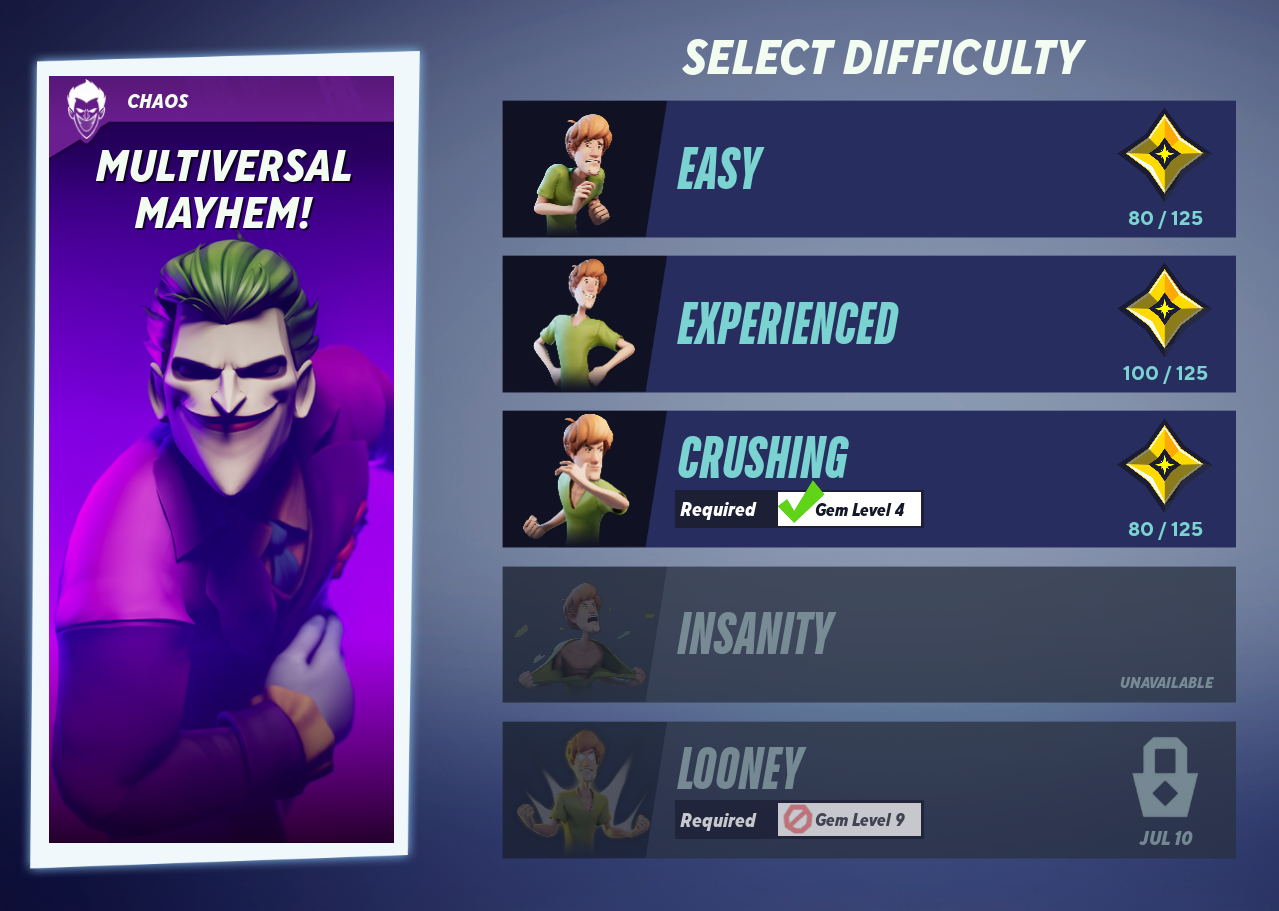 CHAOS
MULTIVERSAL
MAYHEM!
SELECT DIFFICULTY
EASY
80 / 125
EXPERIENCED
100 / 125
CRUSHING
Required Gem Level 4
80 / 125
INSANITY
UNAVAILABLE
LOONEY
Required Gem Level 9
JUL 10